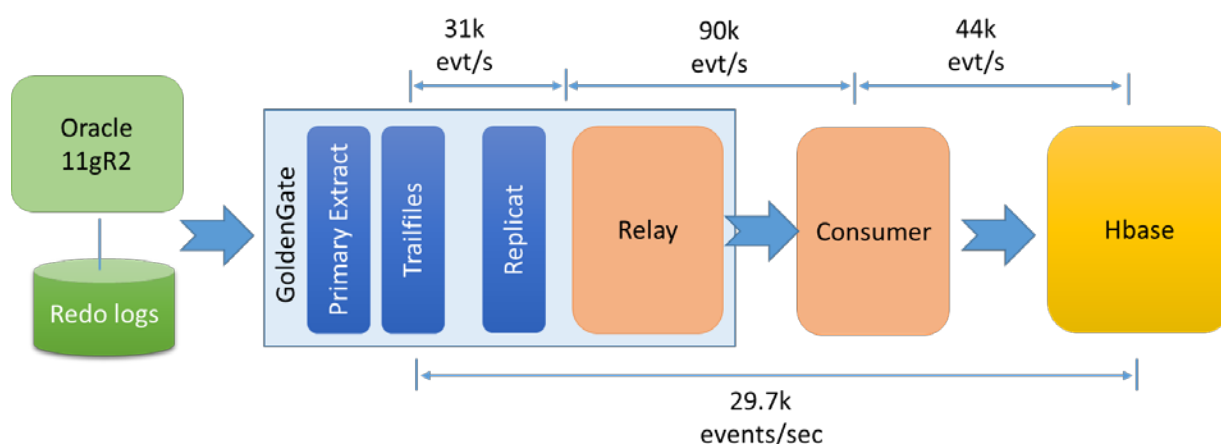 31k
evt/s
90k
evt/s
44k
evt/s
Oracle
11gR2
Redo logs
GoldenGate
Primary Extract
Trailfiles
Replicat
Relay
Consumer
Hbase
29.7k
events/sec